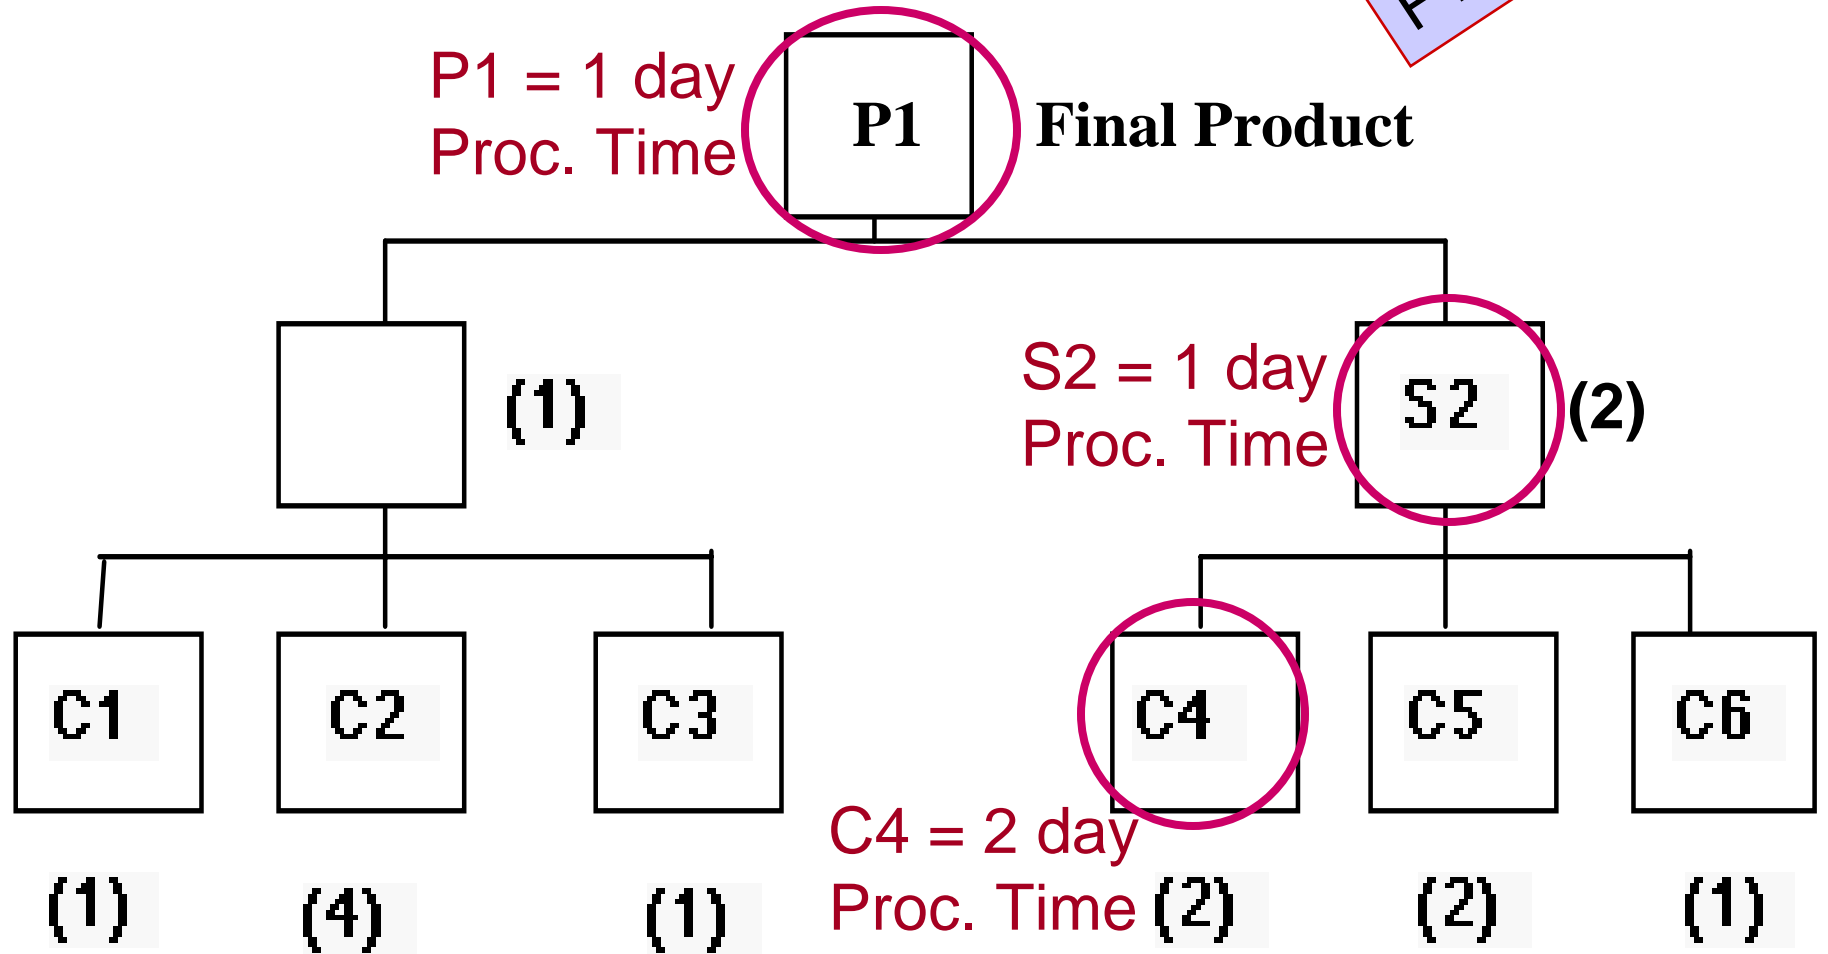 P1 = 1 day
Proc. Time
P1
Final Product
(1)
S2 = 1 day
Proc. Time
S2
(2)
C1
C2
C3
C4
C5
C6
C4 = 2 day
Proc. Time
(1)
(4)
(1)
(2)
(2)
(1)